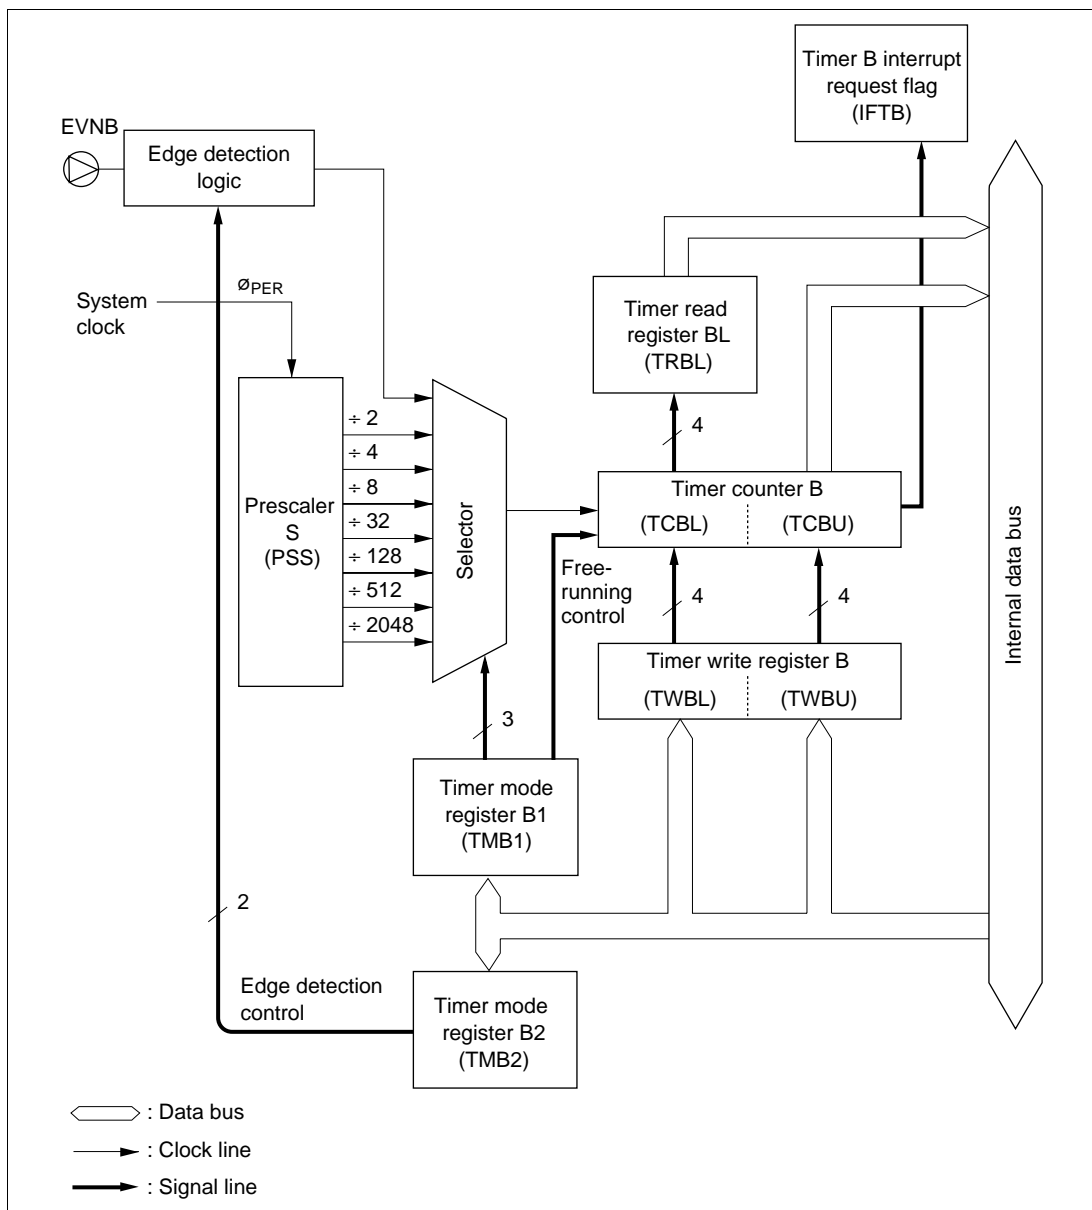 Timer B interrupt
request flag
(IFTB)
EVNB
Edge detection
logic
System
clock
øPER
Timer read
register BL
(TRBL)
Prescaler
S
(PSS)
÷ 2
÷ 4
÷ 8
÷ 32
÷ 128
÷ 512
÷ 2048
Selector
4
Timer counter B
(TCBL)
(TCBU)
Free-
running
control
4
4
Timer write register B
(TWBL)
(TWBU)
Internal data bus
3
Timer mode
register B1
(TMB1)
2
Edge detection
control
Timer mode
register B2
(TMB2)
: Data bus
: Clock line
: Signal line